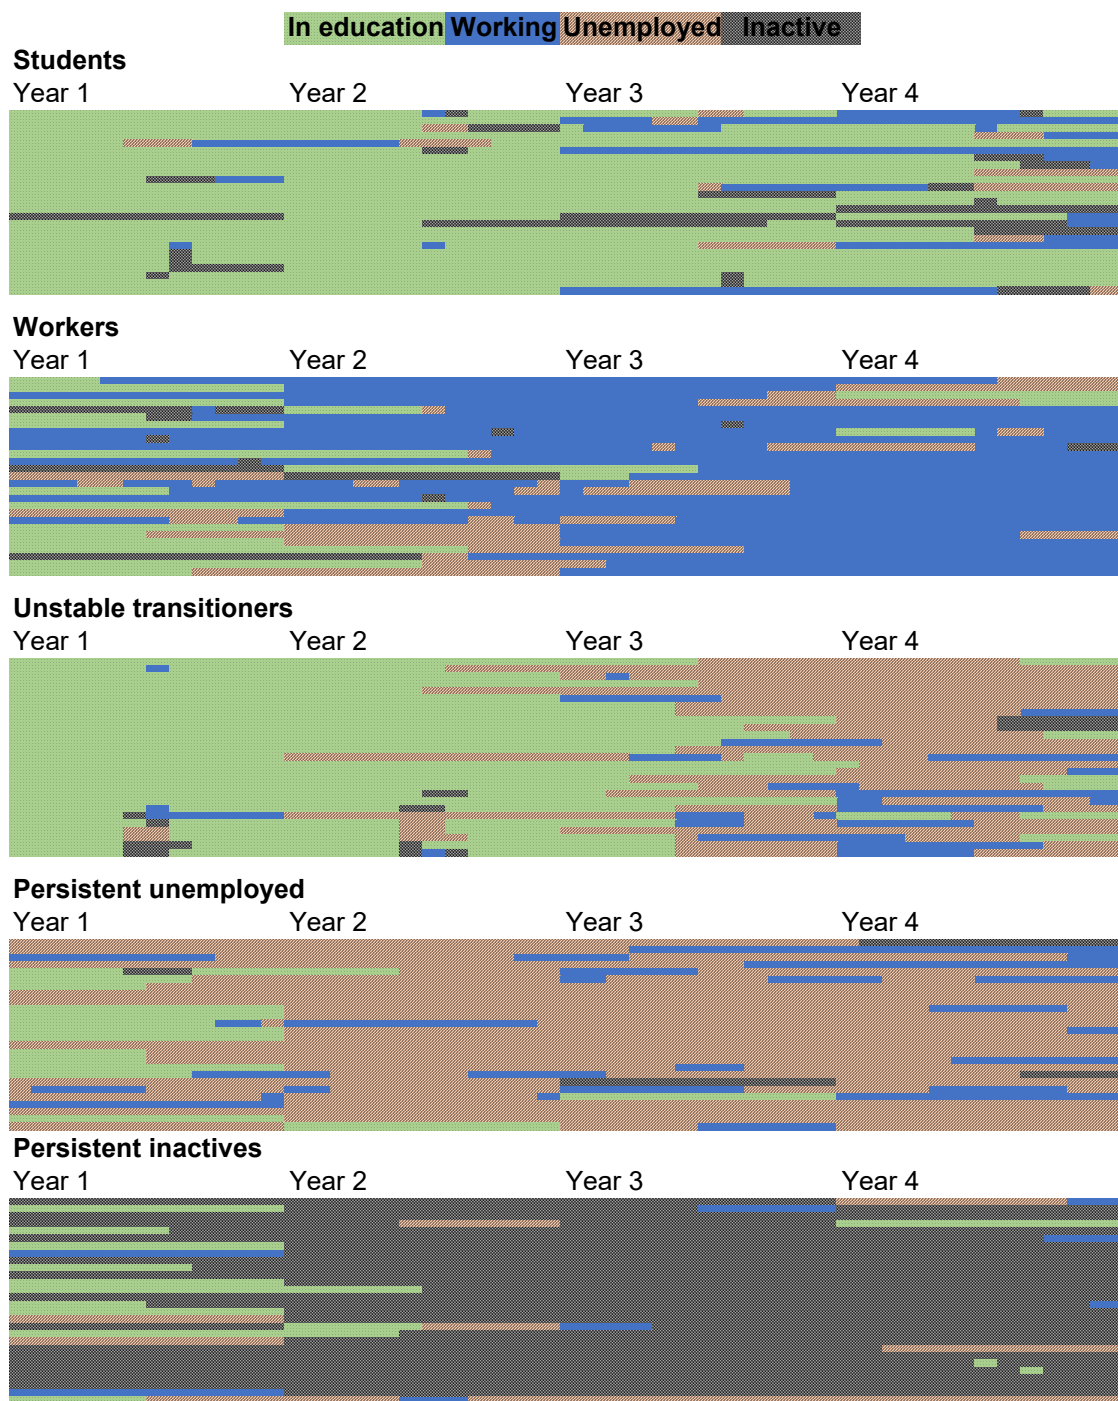 In education Working Unemployed Inactive
Students
Year 1 Year 2 Year 3 Year 4
Workers
Year 1 Year 2 Year 3 Year 4
Unstable transitioners
Year 1 Year 2 Year 3 Year 4
Persistent unemployed
Year 1 Year 2 Year 3 Year 4
Persistent inactives
Year 1 Year 2 Year 3 Year 4